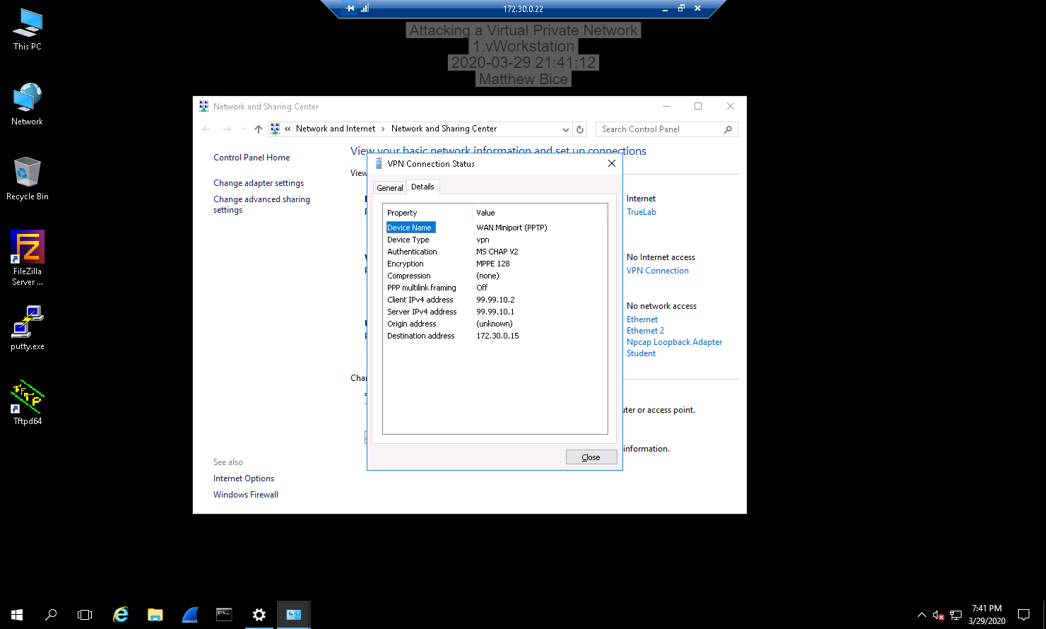 172.30.0.22
Attacking a Virtual Private Network
1.vWorkstation
2020-03-29 21:41:12
Matthew Bice
This PC
Network
Recycle Bin
FileZilla
Server ...
putty.exe
Tftpd64
Network and Sharing Center
« Network and Internet › Network and Sharing Center
Search Control Panel
Control Panel Home
Change adapter settings
Change advanced sharing
settings
See also
Internet Options
Windows Firewall
View your basic network information and set up connections
VPN Connection Status
General
Details
Property Value
Device Name WAN Miniport (PPTP)
Device Type vpn
Authentication MS CHAP V2
Encryption MPPE 128
Compression (none)
PPP multilink framing Off
Client IPv4 address 99.99.10.2
Server IPv4 address 99.99.10.1
Origin address (unknown)
Destination address 172.30.0.15
Close
Internet
TrueLab
No Internet access
VPN Connection
No network access
Ethernet
Ethernet 2
Npcap Loopback Adapter
Student
or access point.
information.
7:41 PM
3/29/2020